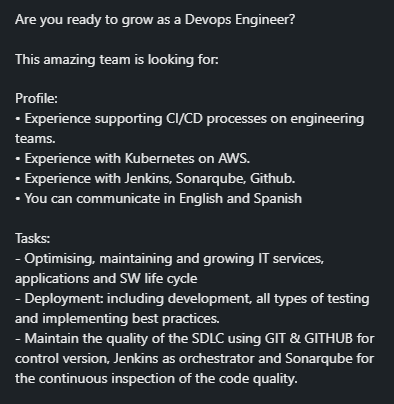 Are you ready to grow as a Devops Engineer?
This amazing team is looking for:
Profile:
• Experience supporting CI/CD processes on engineering
teams.
• Experience with Kubernetes on AWS.
• Experience with Jenkins, Sonarqube, Github.
• You can communicate in English and Spanish
Tasks:
- Optimising, maintaining and growing IT services,
applications and SW life cycle
- Deployment: including development, all types of testing
and implementing best practices.
- Maintain the quality of the SDLC using GIT & GITHUB for
control version, Jenkins as orchestrator and Sonarqube for
the continuous inspection of the code quality.